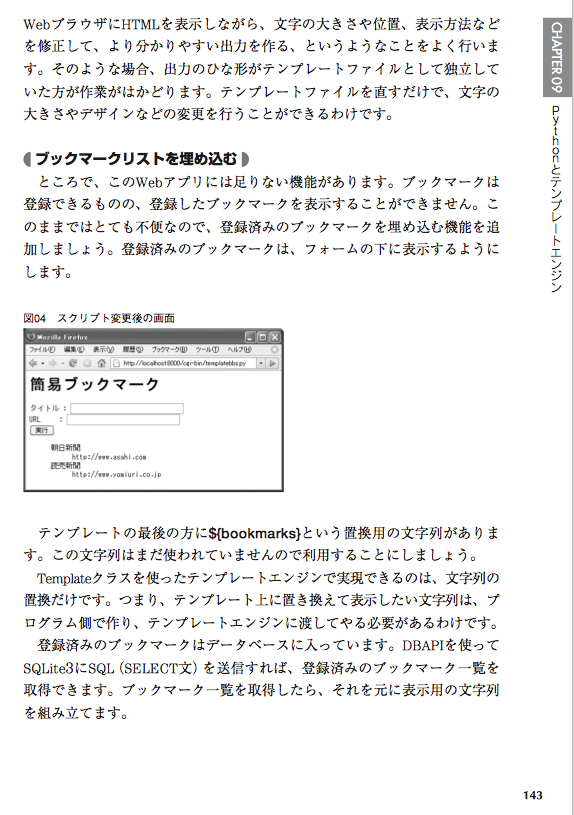 WebブラウザにHTMLを表示しながら、文字の大きさや位置、表示方法など
を修正して、より分かりやすい出力を作る、というようなことをよく行いま
す。そのような場合、出力のひな形がテンプレートファイルとして独立して
いた方が作業がはかどります。テンプレートファイルを直すだけで、文字の
大きさやデザインなどの変更を行うことができるわけです。
ブックマークリストを埋め込む
ところで、このWebアプリには足りない機能があります。ブックマークは
登録できるものの、登録したブックマークを表示することができません。こ
のままではとても不便なので、登録済みのブックマークを埋め込む機能を追
加しましょう。登録済みのブックマークは、フォームの下に表示するように
します。
図04 スクリプト変更後の画面
Mozilla Firefox
ファイル(F) 編集(E) 表示(V) 履歴(S) ブックマーク(B) ツール(T) ヘルプ(H)
http://localhost:8000/cgi-bin/templatebbs.py
簡易ブックマーク
タイトル:
URL :
実行
朝日新聞
http://www.asahi.com
読売新聞
http://www.yomiuri.co.jp
テンプレートの最後の方に${bookmarks}という置換用の文字列がありま
す。この文字列はまだ使われていませんので利用することにしましょう。
Templateクラスを使ったテンプレートエンジンで実現できるのは、文字列の
置換だけです。つまり、テンプレート上に置き換えて表示したい文字列は、プ
ログラム側で作り、テンプレートエンジンに渡してやる必要があるわけです。
登録済みのブックマークはデータベースに入っています。DBAPIを使って
SQLite3にSQL（SELECT文）を送信すれば、登録済みのブックマーク一覧を
取得できます。ブックマーク一覧を取得したら、それを元に表示用の文字列
を組み立てます。
CHAPTER 09
Pythonとテンプレートエンジン
143